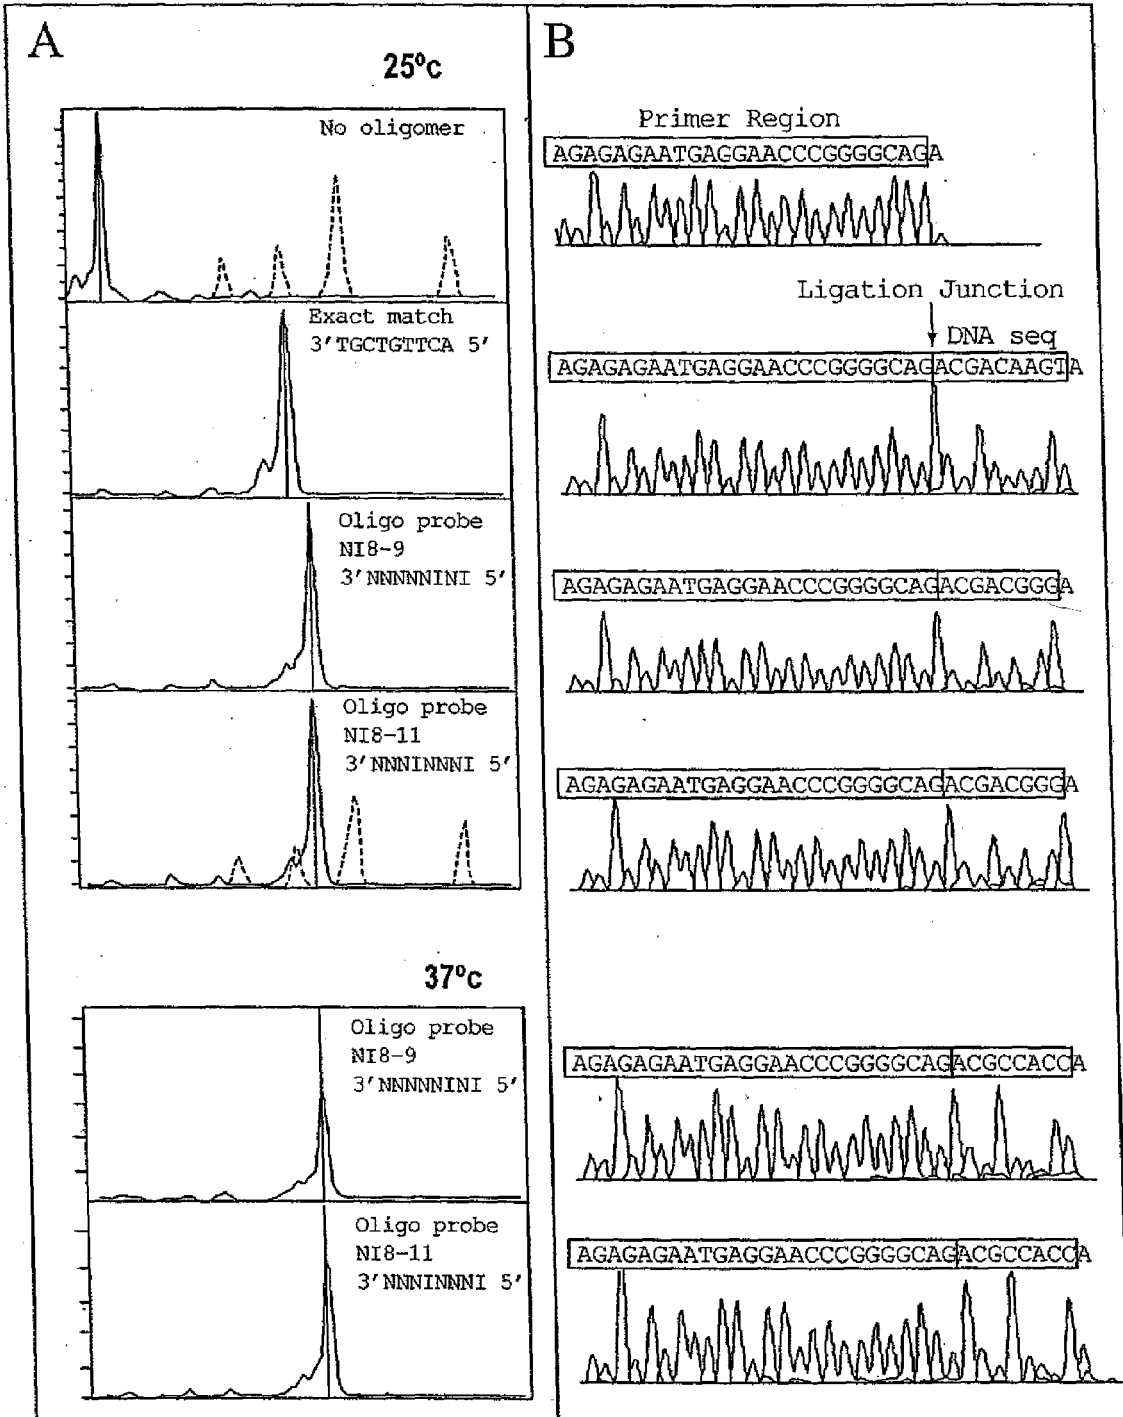 A
25ºc
No oligomer
Exact match
3'TGCTGTTCA 5'
Oligo probe
NI8-9
3'NNNNNINI 5'
Oligo probe
NI8-11
3'NNNINNNI 5'
37ºc
Oligo probe
NI8-9
3'NNNNNINI 5'
Oligo probe
NI8-11
3'NNNINNNI 5'
B
Primer Region
AGAGAGAATGAGGAACCCGGGGCAGA
Ligation Junction
DNA seq
AGAGAGAATGAGGAACCCGGGGCAGACGACAAGTA
AGAGAGAATGAGGAACCCGGGGCAGACGACGGGA
AGAGAGAATGAGGAACCCGGGGCAGACGACGGGA
AGAGAGAATGAGGAACCCGGGGCAGACGCCACCA
AGAGAGAATGAGGAACCCGGGGCAGACGCCACCA